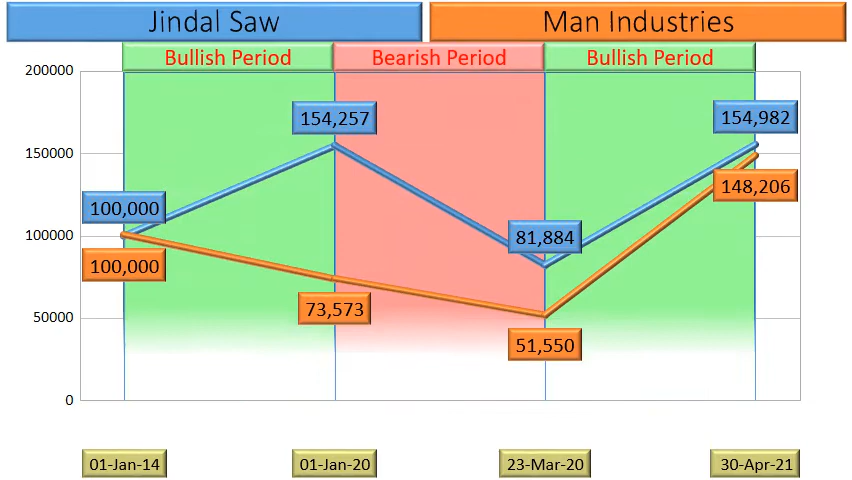 Jindal Saw
Man Industries
Bullish Period
Bearish Period
Bullish Period
200000
150000
100000
50000
0
154,257
154,982
148,206
100,000
100,000
81,884
73,573
51,550
01-Jan-14
01-Jan-20
23-Mar-20
30-Apr-21